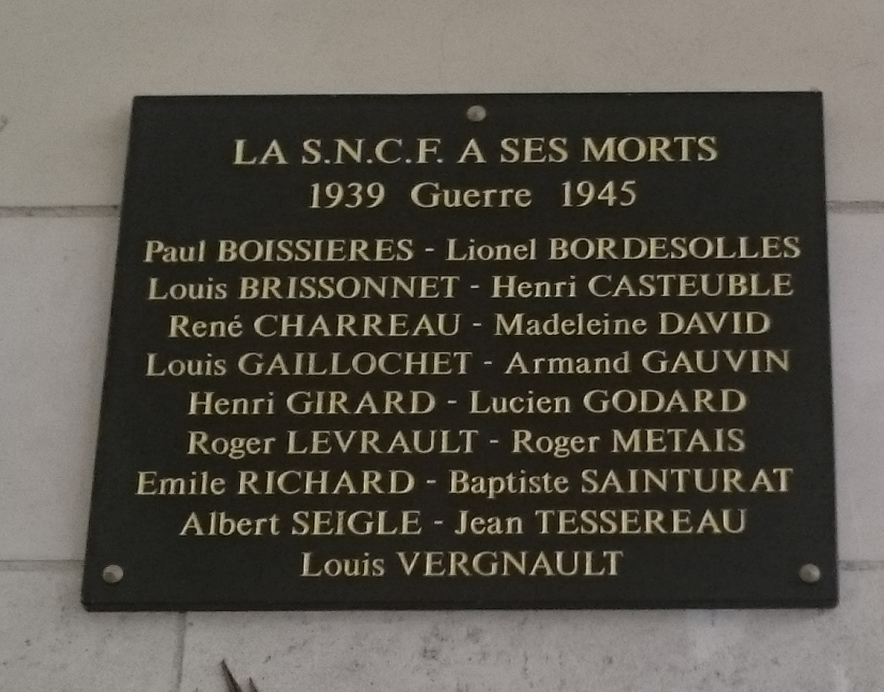 LA S.N.C.F. A SES MORTS
1939 Guerre 1945
Paul BOISSIERES - Lionel BORDESOLLES
Louis BRISSONNET - Henri CASTEUBLE
René CHARREAU - Madeleine DAVID
Louis GAILLOCHET - Armand GAUVIN
Henri GIRARD - Lucien GODARD
Roger LEVRAULT - Roger METAIS
Emile RICHARD - Baptiste SAINTURAT
Albert SEIGLE - Jean TESSEREAU
Louis VERGNAULT